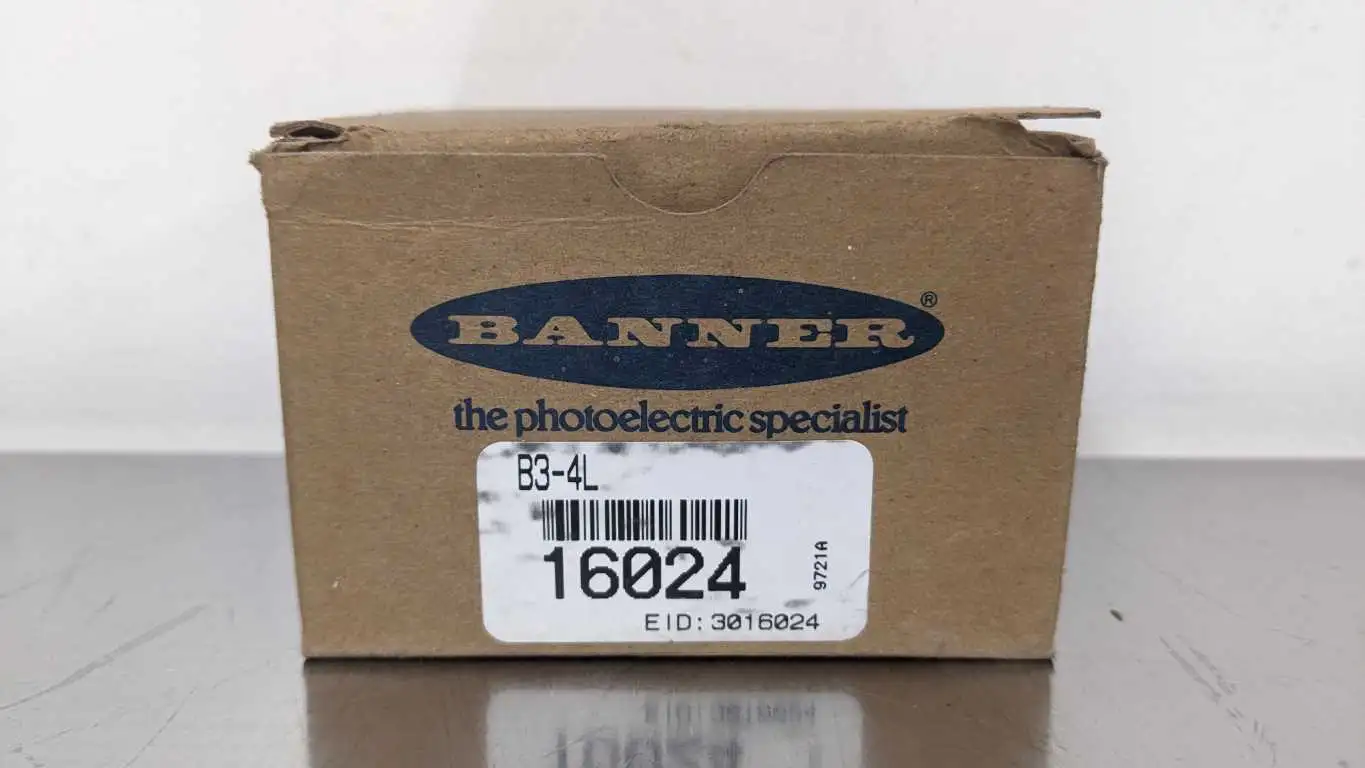 BANNER®
the photoelectric specialist
B3-4L
16024
9721A
EID: 3016024